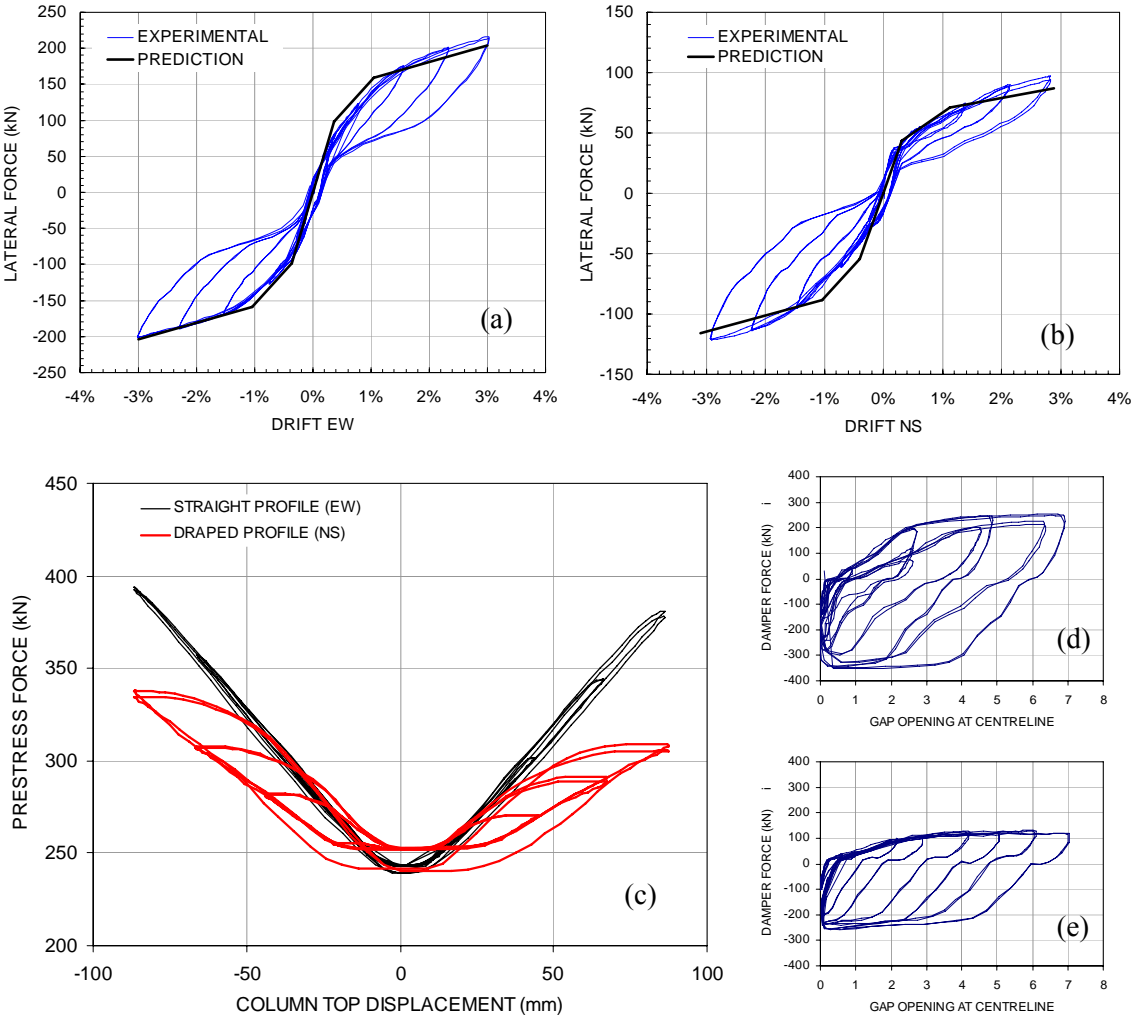 250
200
150
100
50
0
-50
-100
-150
-200
-250
LATERAL FORCE (kN)
EXPERIMENTAL
PREDICTION
(a)
-4% -3% -2% -1% 0% 1% 2% 3% 4%
DRIFT EW
150
100
50
0
-50
-100
-150
LATERAL FORCE (kN)
EXPERIMENTAL
PREDICTION
(b)
-4% -3% -2% -1% 0% 1% 2% 3% 4%
DRIFT NS
450
400
350
300
250
200
PRESTRESS FORCE (kN)
STRAIGHT PROFILE (EW)
DRAPED PROFILE (NS)
(c)
-100 -50 0 50 100
COLUMN TOP DISPLACEMENT (mm)
400
300
200
100
0
-100
-200
-300
-400
DAMPER FORCE (kN) i
(d)
0 1 2 3 4 5 6 7 8
GAP OPENING AT CENTRELINE
400
300
200
100
0
-100
-200
-300
-400
DAMPER FORCE (kN) i
(e)
0 1 2 3 4 5 6 7 8
GAP OPENING AT CENTRELINE